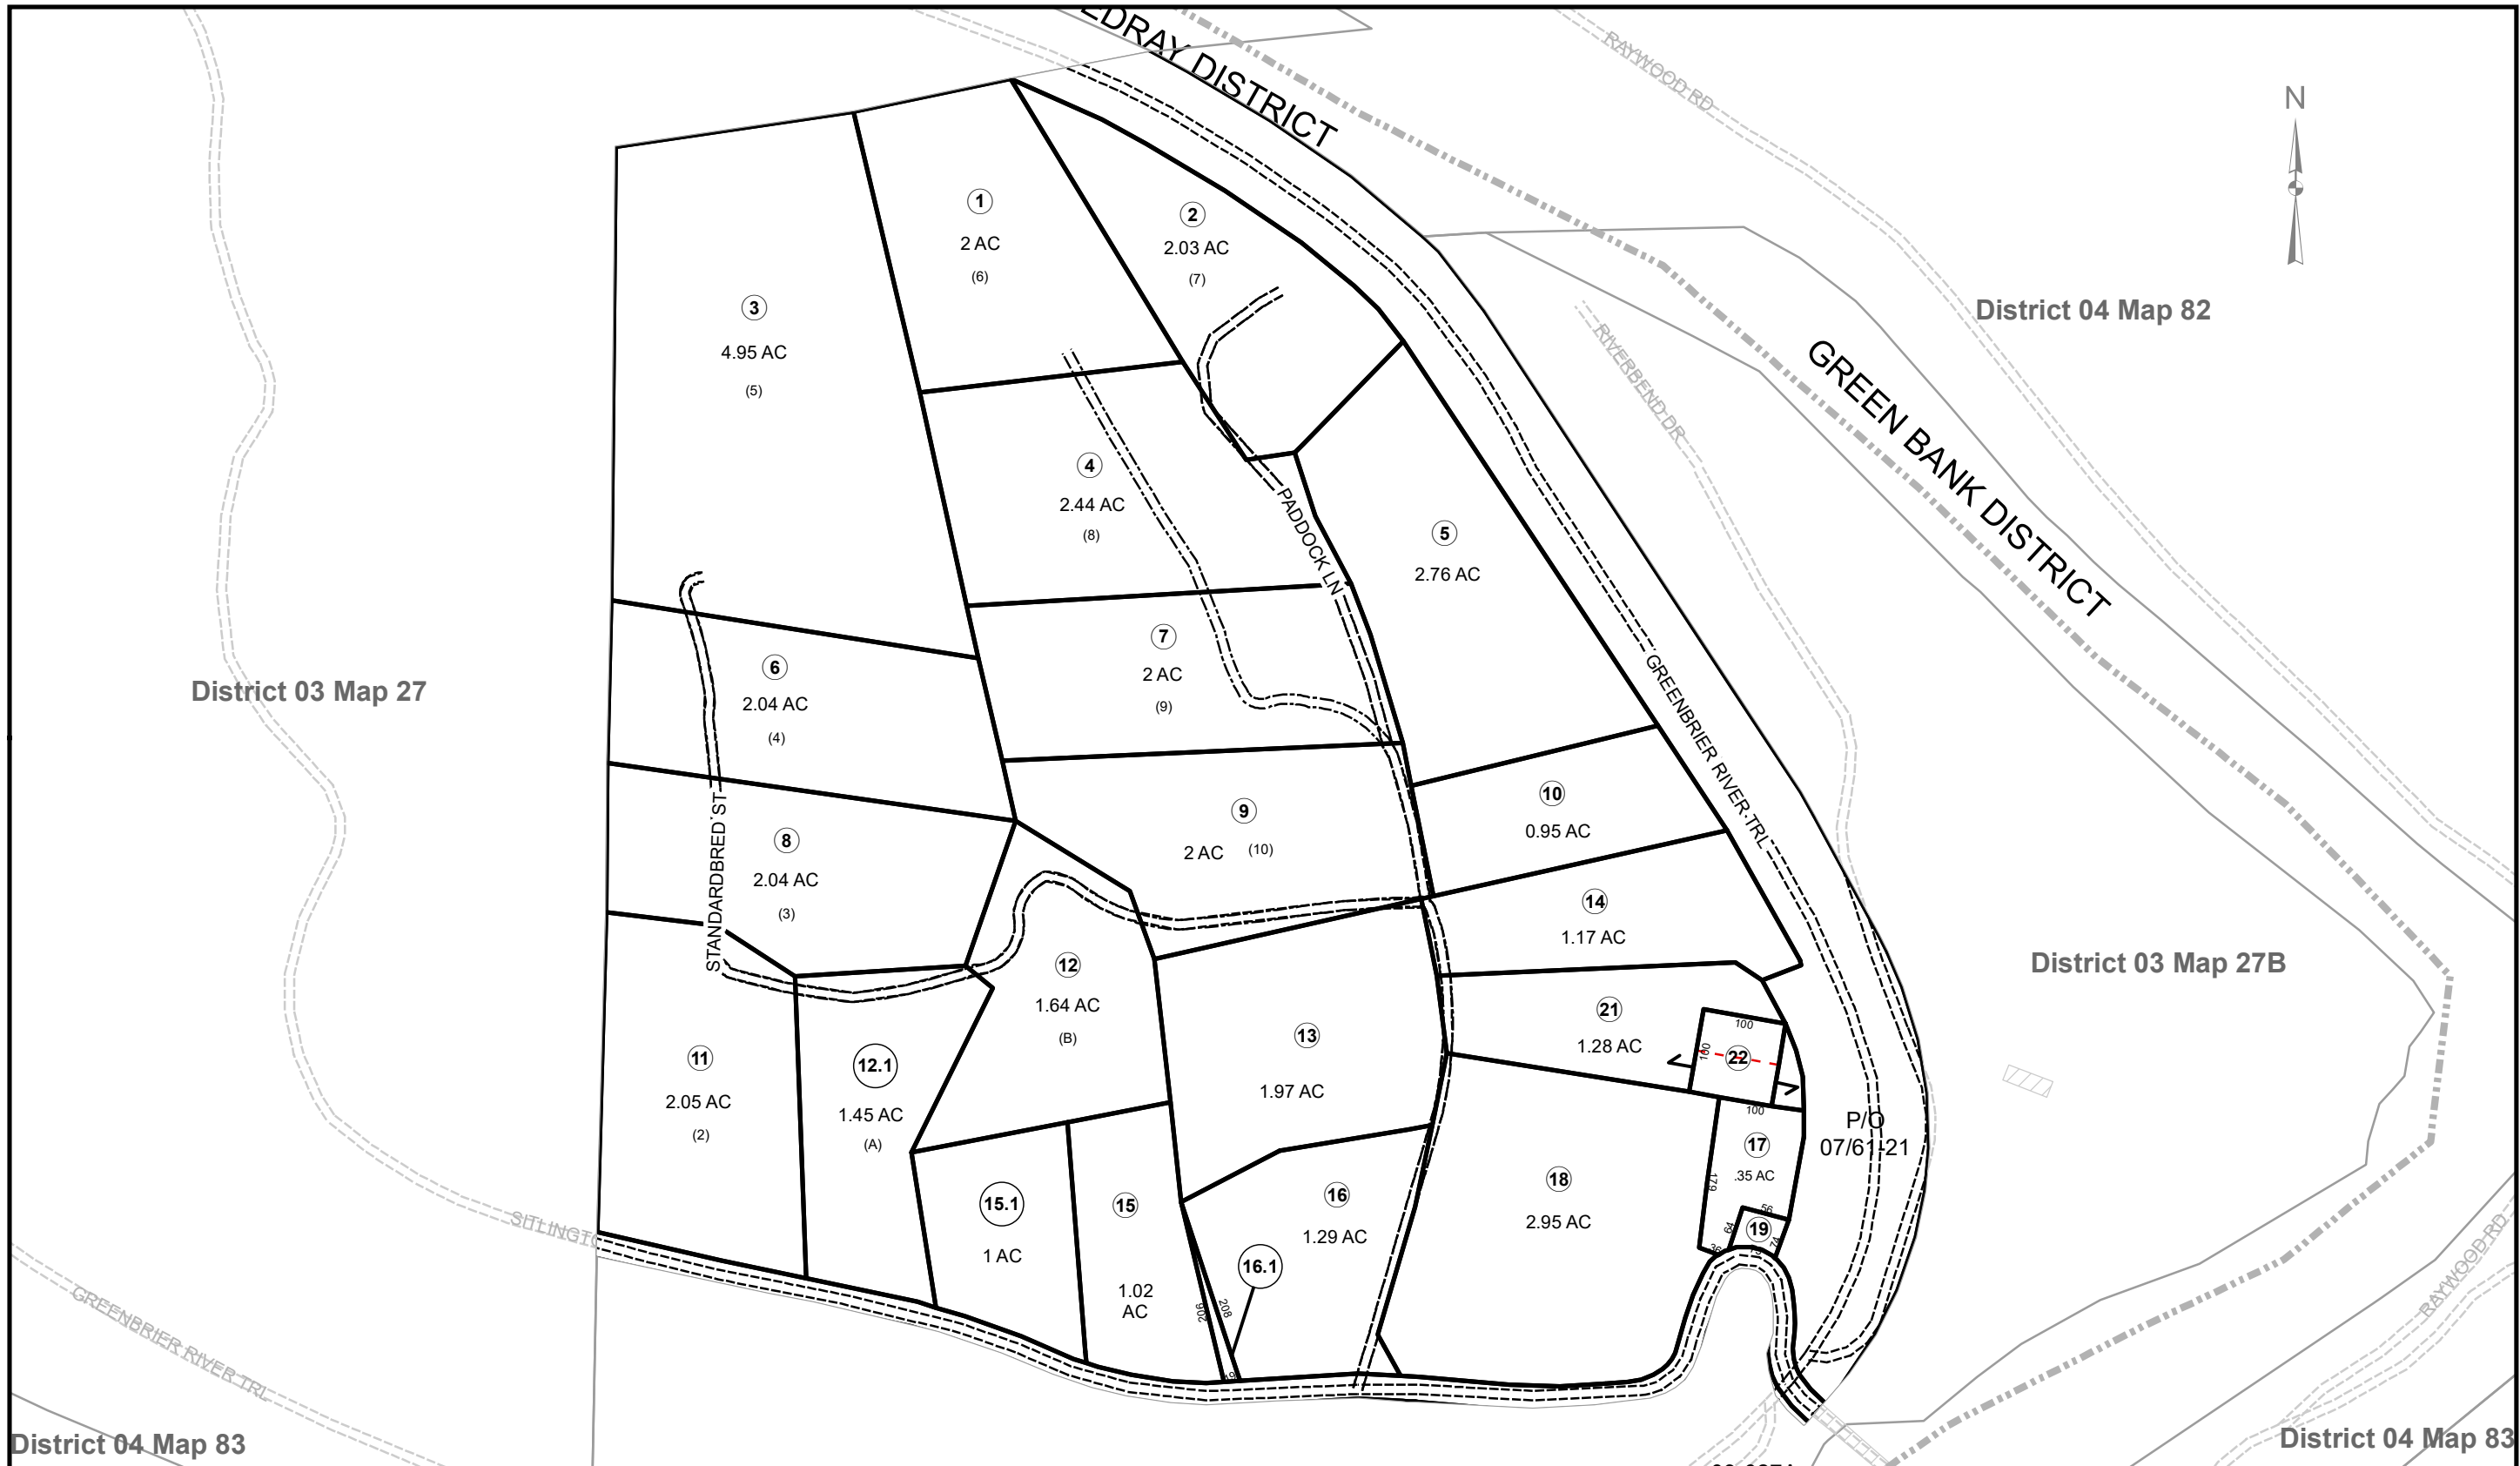 EDRAY DISTRICT
RAYWOOD RD
N
1
2 AC
(6)
2
2.03 AC
(7)
3
4.95 AC
(5)
District 04 Map 82
RIVERBEND DR
GREEN BANK DISTRICT
4
2.44 AC
(8)
PADDOCK LN
5
2.76 AC
District 03 Map 27
6
2.04 AC
(4)
7
2 AC
(9)
GREENBRIER RIVER TRL
STANDARDBRED ST
8
2.04 AC
(3)
9
2 AC
(10)
10
0.95 AC
14
1.17 AC
District 03 Map 27B
12
1.64 AC
(B)
13
1.97 AC
21
1.28 AC
100
100
22
100
11
2.05 AC
(2)
12.1
1.45 AC
(A)
P/O
07/61-21
17
.35 AC
179
15.1
1 AC
15
1.02
AC
16
1.29 AC
16.1
206
208
18
2.95 AC
56
64
19
74
36
SITLINGTO
GREENBRIER RIVER TRL
RAYWOOD RD
District 04 Map 83
District 04 Map 83